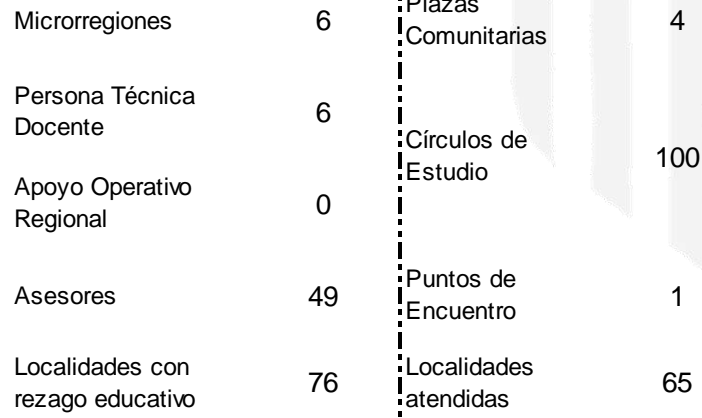 Microrregiones 6
Persona Técnica
Docente 6
Apoyo Operativo
Regional 0
Asesores 49
Localidades con
rezago educativo 76
Plazas
Comunitarias 4
Círculos de
Estudio 100
Puntos de
Encuentro 1
Localidades
atendidas 65